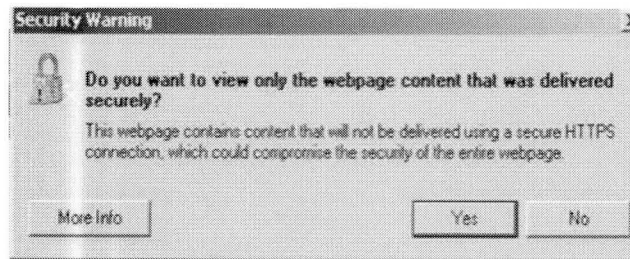 Security Warning
Do you want to view only the webpage content that was delivered
securely?
This webpage contains content that will not be delivered using a secure HTTPS
connection, which could compromise the security of the entire webpage.
More Info Yes No